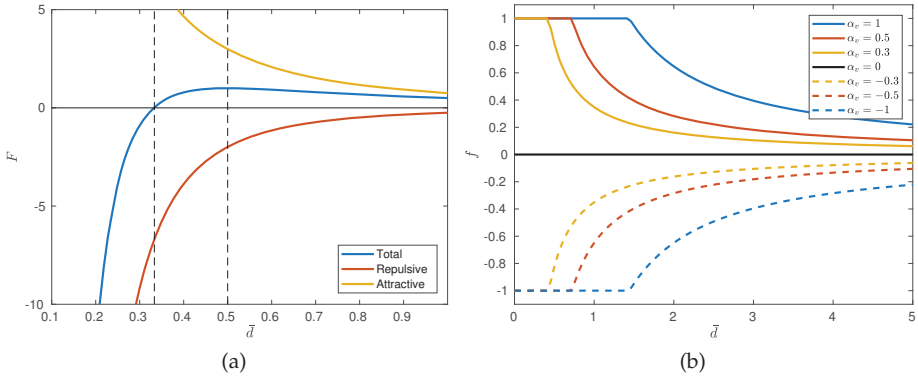 5
0
-5
-10
F
0.1 0.2 0.3 0.4 0.5 0.6 0.7 0.8 0.9
d̄
Total
Repulsive
Attractive
(a)
1
0.8
0.6
0.4
0.2
0
-0.2
-0.4
-0.6
-0.8
-1
f
0 1 2 3 4 5
d̄
α_v = 1
α_v = 0.5
α_v = 0.3
α_v = 0
α_v = −0.3
α_v = −0.5
α_v = −1
(b)